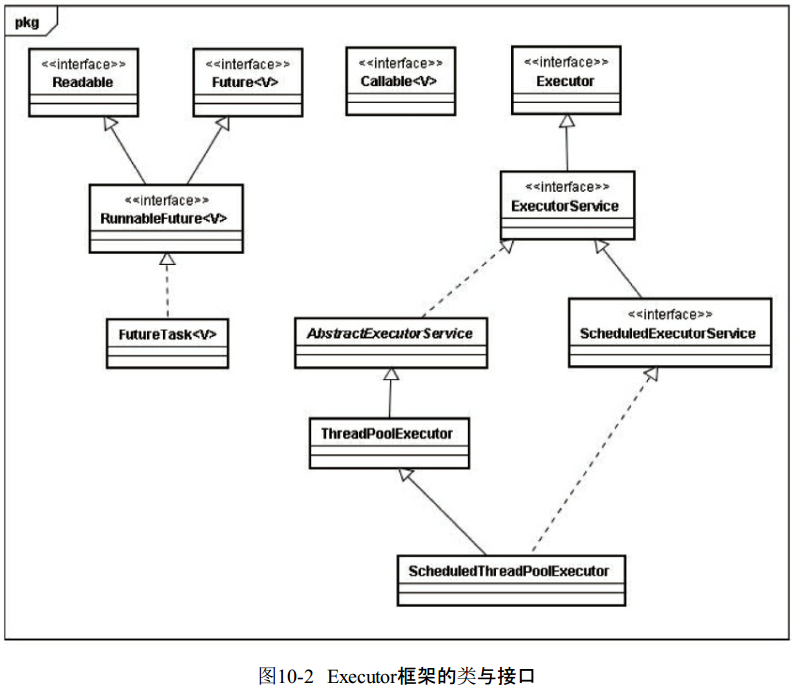 pkg
<<interface>>
Readable
<<interface>>
Future<V>
<<interface>>
Callable<V>
<<interface>>
Executor
<<interface>>
RunnableFuture<V>
<<interface>>
ExecutorService
FutureTask<V>
AbstractExecutorService
<<interface>>
ScheduledExecutorService
ThreadPoolExecutor
ScheduledThreadPoolExecutor
图10-2 Executor框架的类与接口